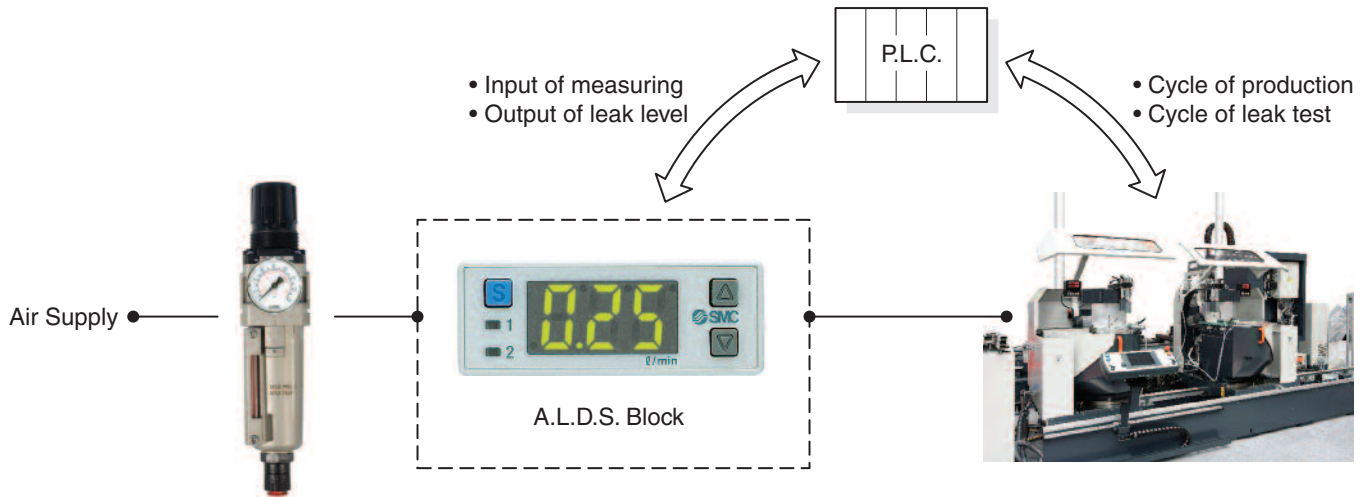 P.L.C.
• Input of measuring
• Output of leak level
• Cycle of production
• Cycle of leak test
Air Supply
S
0.25
1
SMC
2
ℓ/min
A.L.D.S. Block